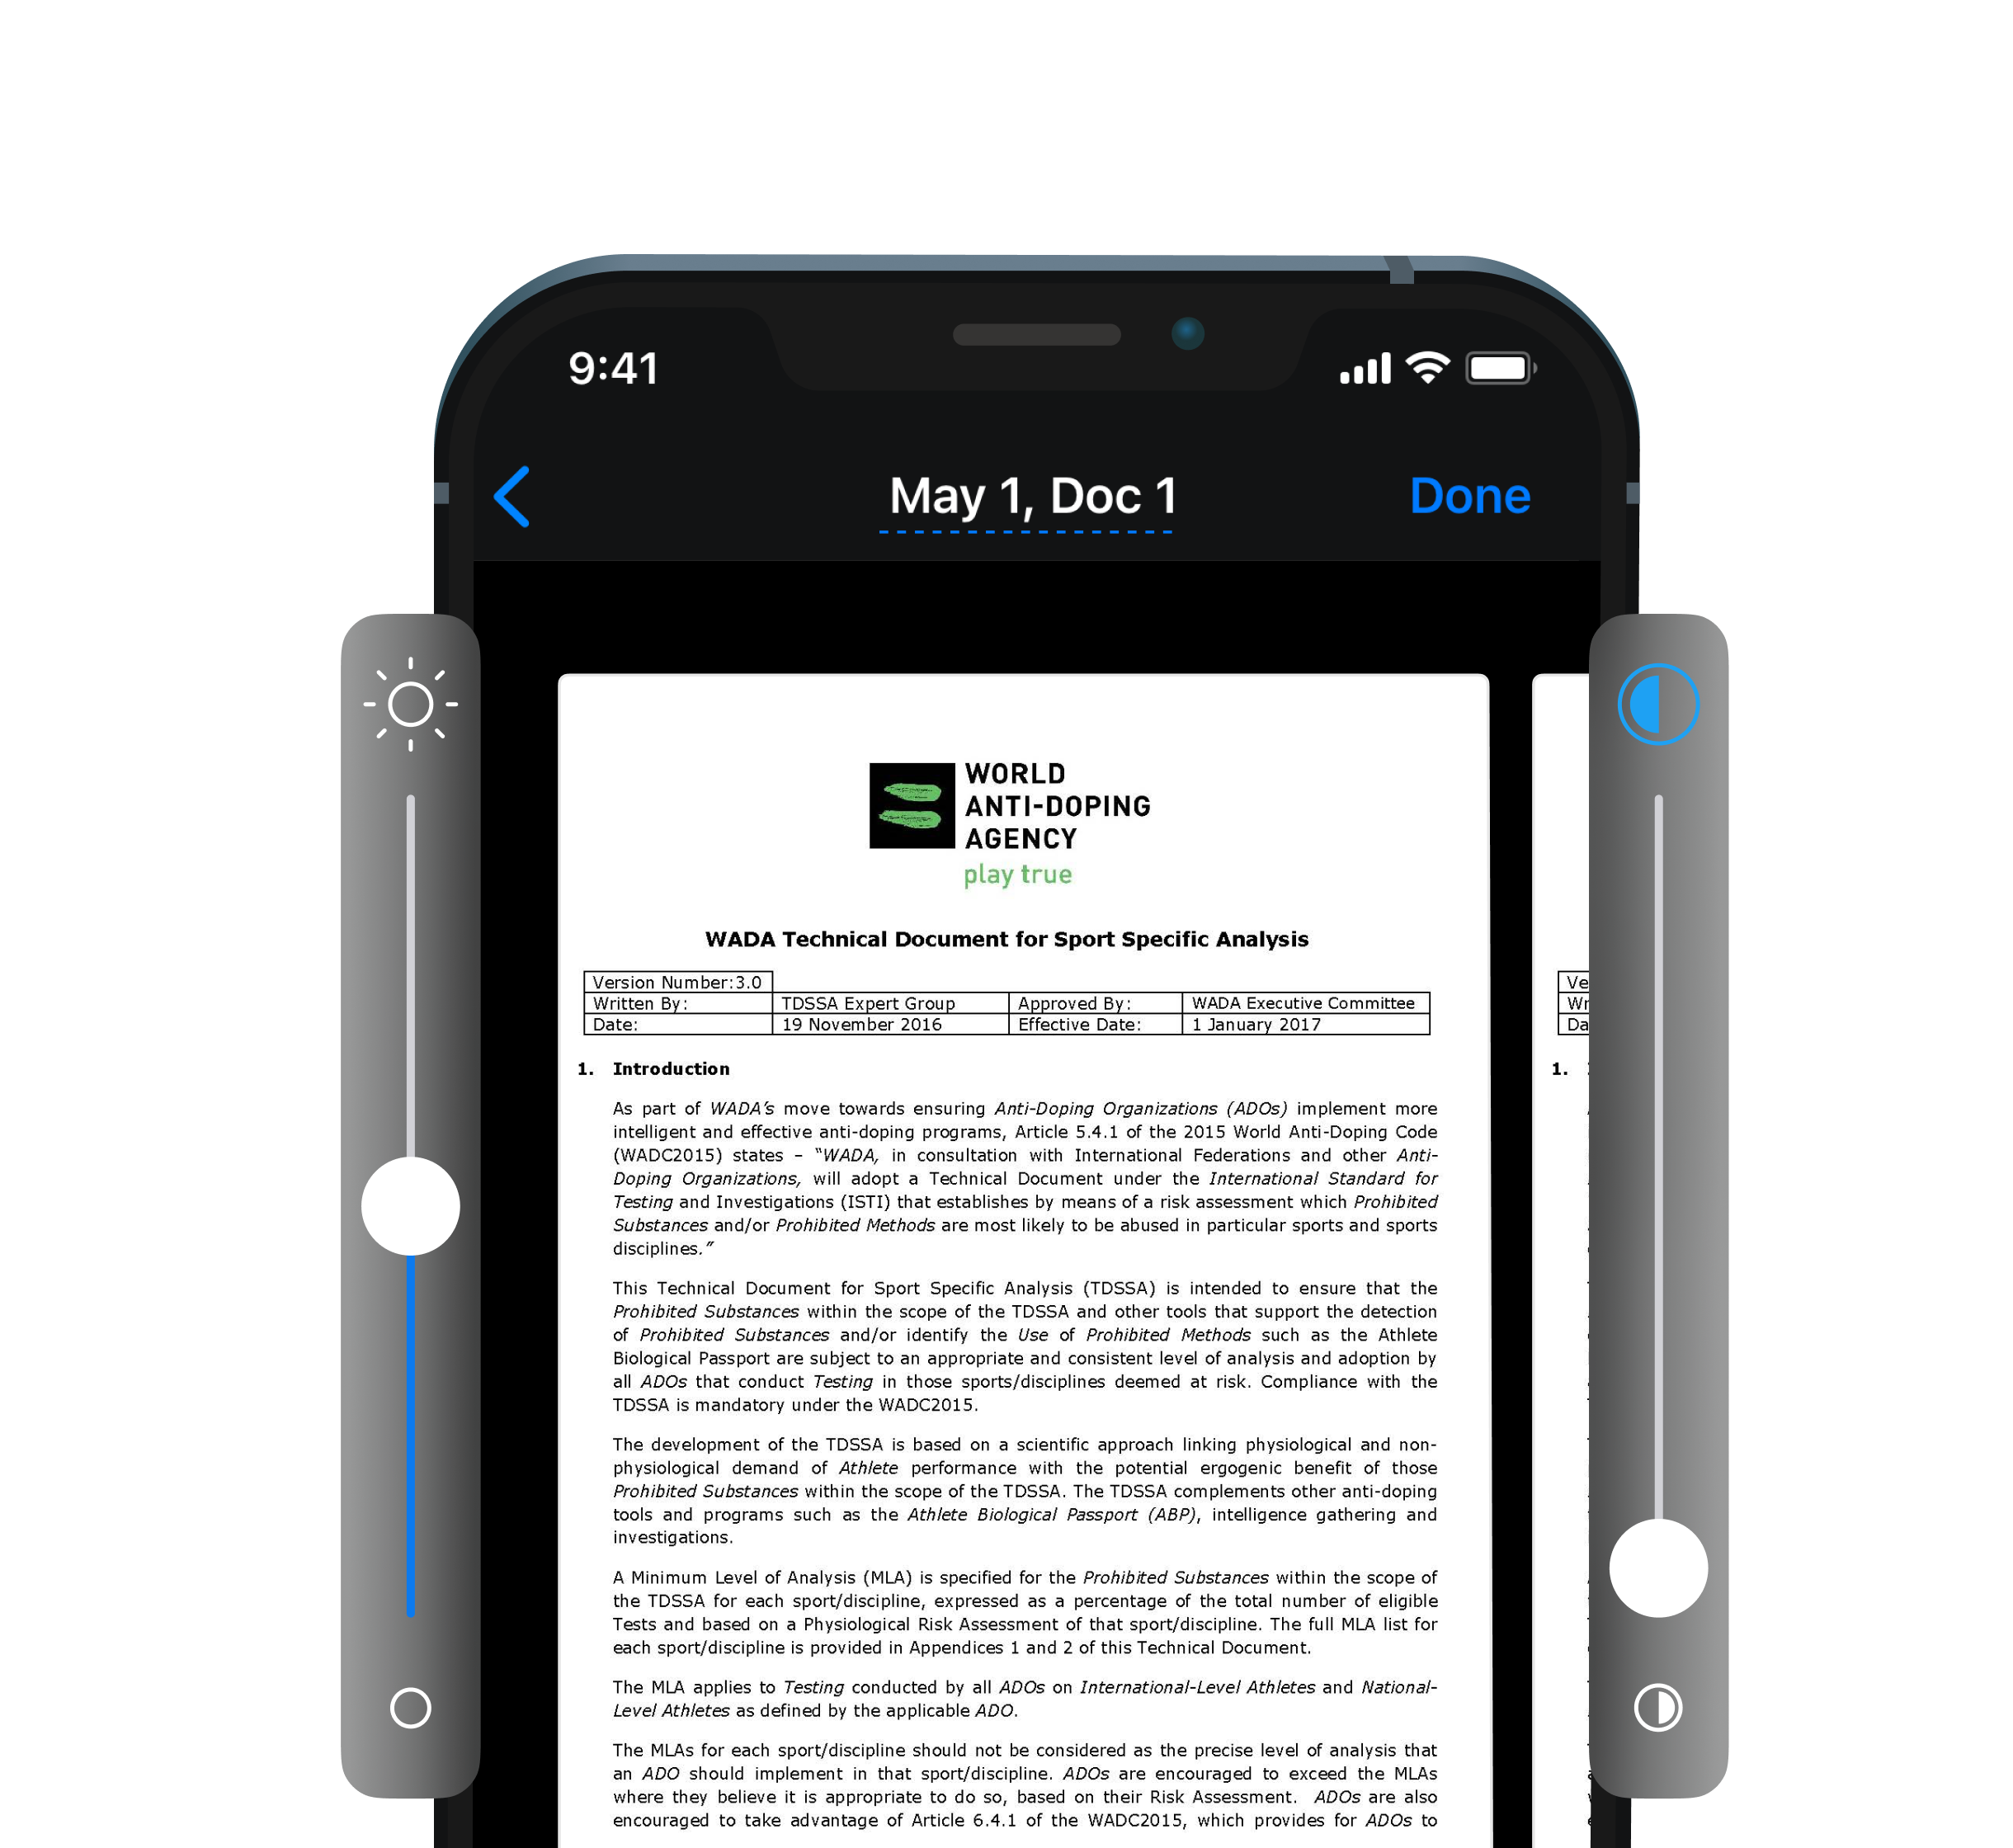 9:41
May 1, Doc 1
Done
WORLD
ANTI-DOPING
AGENCY
play true
WADA Technical Document for Sport Specific Analysis
Version Number:3.0
Written By: TDSSA Expert Group Approved By: WADA Executive Committee
Date: 19 November 2016 Effective Date: 1 January 2017
1. Introduction
As part of WADA's move towards ensuring Anti-Doping Organizations (ADOs) implement more
intelligent and effective anti-doping programs, Article 5.4.1 of the 2015 World Anti-Doping Code
(WADC2015) states – "WADA, in consultation with International Federations and other Anti-
Doping Organizations, will adopt a Technical Document under the International Standard for
Testing and Investigations (ISTI) that establishes by means of a risk assessment which Prohibited
Substances and/or Prohibited Methods are most likely to be abused in particular sports and sports
disciplines."
This Technical Document for Sport Specific Analysis (TDSSA) is intended to ensure that the
Prohibited Substances within the scope of the TDSSA and other tools that support the detection
of Prohibited Substances and/or identify the Use of Prohibited Methods such as the Athlete
Biological Passport are subject to an appropriate and consistent level of analysis and adoption by
all ADOs that conduct Testing in those sports/disciplines deemed at risk. Compliance with the
TDSSA is mandatory under the WADC2015.
The development of the TDSSA is based on a scientific approach linking physiological and non-
physiological demand of Athlete performance with the potential ergogenic benefit of those
Prohibited Substances within the scope of the TDSSA. The TDSSA complements other anti-doping
tools and programs such as the Athlete Biological Passport (ABP), intelligence gathering and
investigations.
A Minimum Level of Analysis (MLA) is specified for the Prohibited Substances within the scope of
the TDSSA for each sport/discipline, expressed as a percentage of the total number of eligible
Tests and based on a Physiological Risk Assessment of that sport/discipline. The full MLA list for
each sport/discipline is provided in Appendices 1 and 2 of this Technical Document.
The MLA applies to Testing conducted by all ADOs on International-Level Athletes and National-
Level Athletes as defined by the applicable ADO.
The MLAs for each sport/discipline should not be considered as the precise level of analysis that
an ADO should implement in that sport/discipline. ADOs are encouraged to exceed the MLAs
where they believe it is appropriate to do so, based on their Risk Assessment. ADOs are also
encouraged to take advantage of Article 6.4.1 of the WADC2015, which provides for ADOs to
Ve
Wr
Da
1.